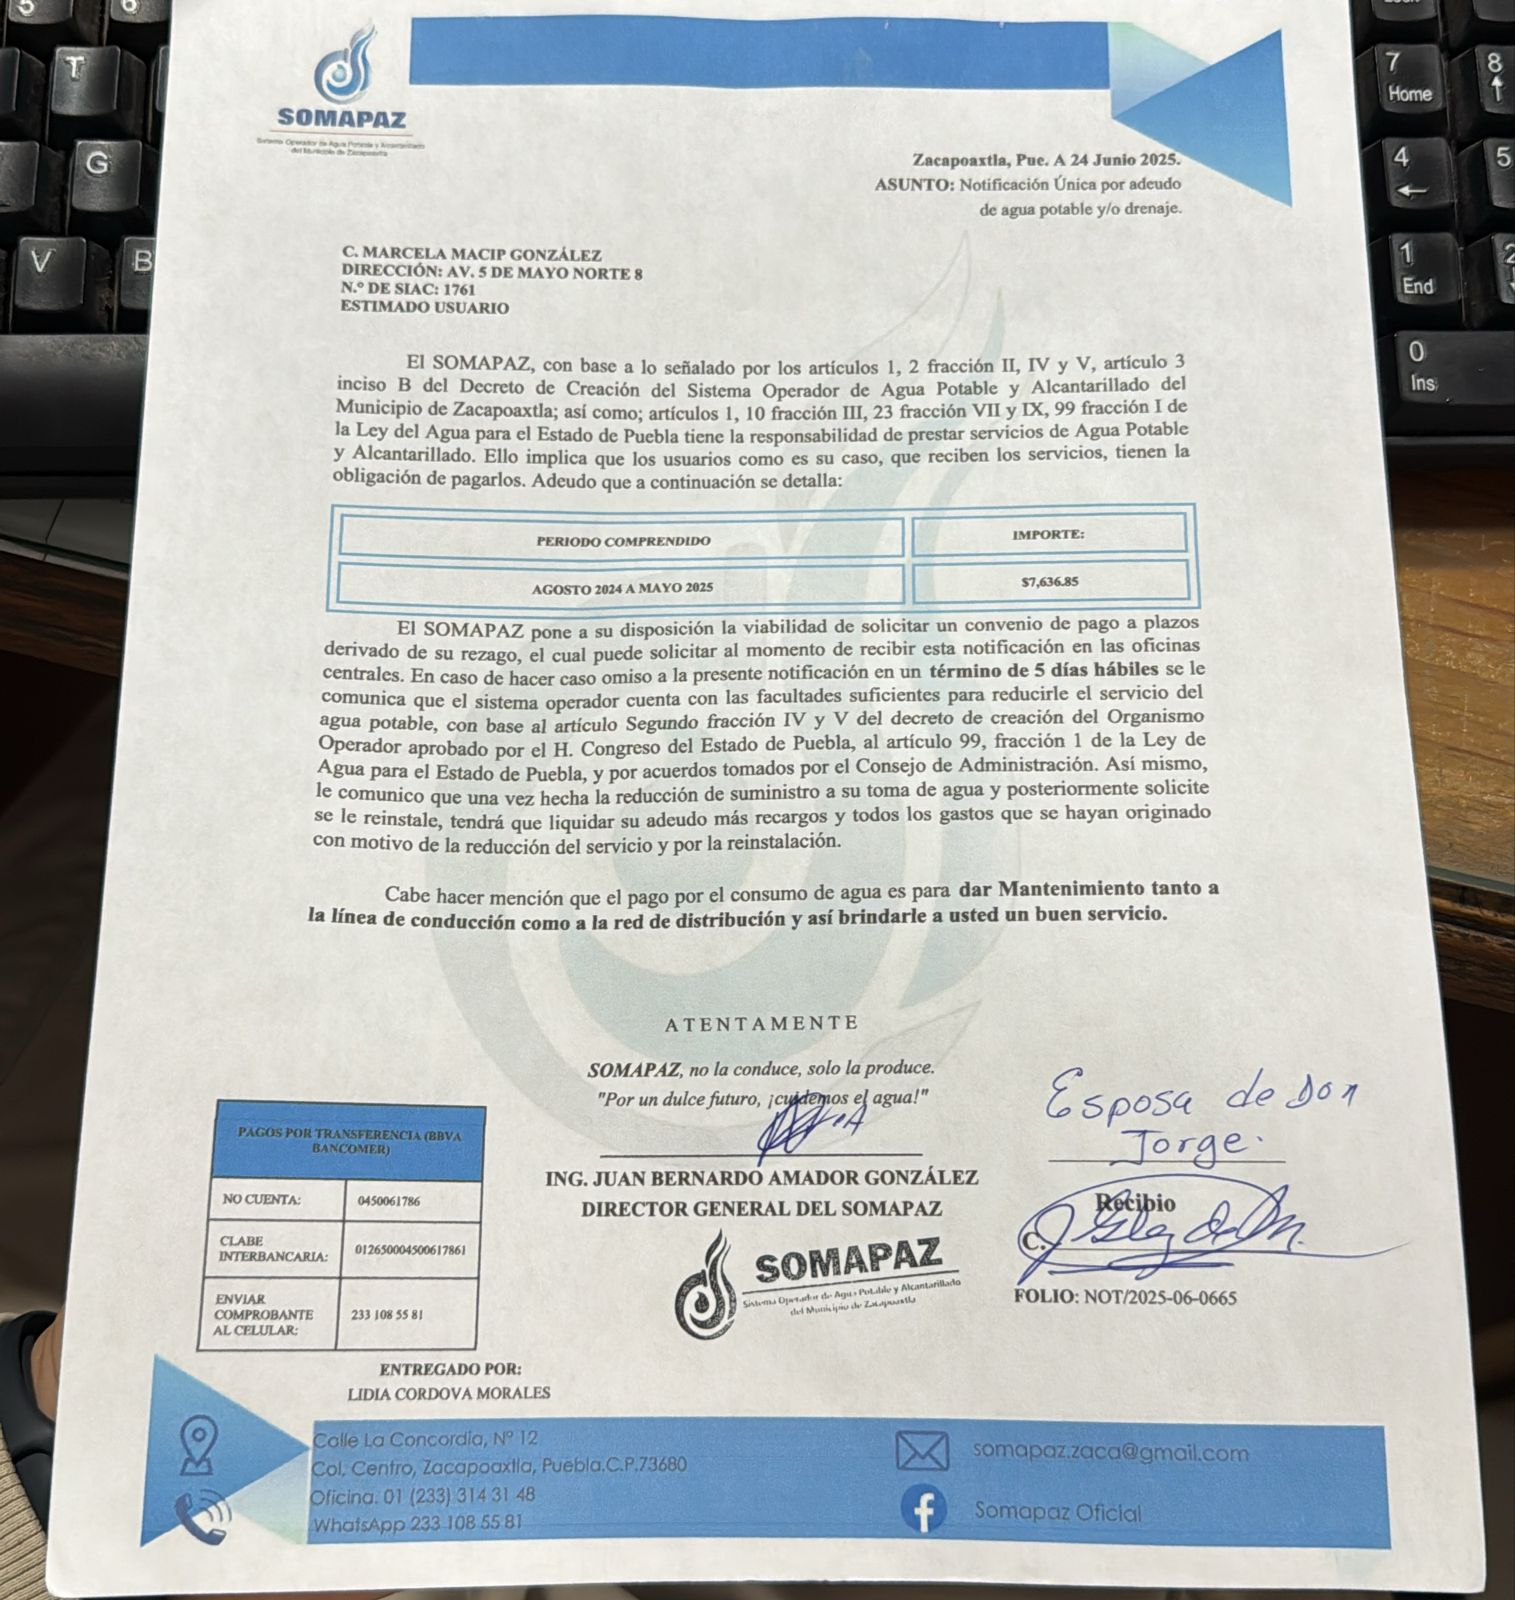 SOMAPAZ
Sistema Operador de Agua Potable y Alcantarillado
del Municipio de Zacapoaxtla
Zacapoaxtla, Pue. A 24 Junio 2025.
ASUNTO: Notificación Única por adeudo
de agua potable y/o drenaje.
C. MARCELA MACIP GONZÁLEZ
DIRECCIÓN: AV. 5 DE MAYO NORTE 8
N.º DE SIAC: 1761
ESTIMADO USUARIO
El SOMAPAZ, con base a lo señalado por los artículos 1, 2 fracción II, IV y V, artículo 3
inciso B del Decreto de Creación del Sistema Operador de Agua Potable y Alcantarillado del
Municipio de Zacapoaxtla; así como; artículos 1, 10 fracción III, 23 fracción VII y IX, 99 fracción I de
la Ley del Agua para el Estado de Puebla tiene la responsabilidad de prestar servicios de Agua Potable
y Alcantarillado. Ello implica que los usuarios como es su caso, que reciben los servicios, tienen la
obligación de pagarlos. Adeudo que a continuación se detalla:
PERIODO COMPRENDIDO IMPORTE:
AGOSTO 2024 A MAYO 2025 $7,636.85
El SOMAPAZ pone a su disposición la viabilidad de solicitar un convenio de pago a plazos
derivado de su rezago, el cual puede solicitar al momento de recibir esta notificación en las oficinas
centrales. En caso de hacer caso omiso a la presente notificación en un término de 5 días hábiles se le
comunica que el sistema operador cuenta con las facultades suficientes para reducirle el servicio del
agua potable, con base al artículo Segundo fracción IV y V del decreto de creación del Organismo
Operador aprobado por el H. Congreso del Estado de Puebla, al artículo 99, fracción 1 de la Ley de
Agua para el Estado de Puebla, y por acuerdos tomados por el Consejo de Administración. Así mismo,
le comunico que una vez hecha la reducción de suministro a su toma de agua y posteriormente solicite
se le reinstale, tendrá que liquidar su adeudo más recargos y todos los gastos que se hayan originado
con motivo de la reducción del servicio y por la reinstalación.
Cabe hacer mención que el pago por el consumo de agua es para dar Mantenimiento tanto a
la línea de conducción como a la red de distribución y así brindarle a usted un buen servicio.
ATENTAMENTE
SOMAPAZ, no la conduce, solo la produce.
"Por un dulce futuro, ¡cuidemos el agua!"
ING. JUAN BERNARDO AMADOR GONZÁLEZ
DIRECTOR GENERAL DEL SOMAPAZ
SOMAPAZ
Sistema Operador de Agua Potable y Alcantarillado
del Municipio de Zacapoaxtla
Esposa de Don
Jorge.
Recibio
C.
FOLIO: NOT/2025-06-0665
PAGOS POR TRANSFERENCIA (BBVA
BANCOMER)
NO CUENTA: 0450061786
CLABE
INTERBANCARIA: 012650004500617861
ENVIAR
COMPROBANTE
AL CELULAR: 233 108 55 81
ENTREGADO POR:
LIDIA CORDOVA MORALES
Calle La Concordia, Nº 12
Col. Centro, Zacapoaxtla, Puebla.C.P.73680
Oficina. 01 (233) 314 31 48
WhatsApp 233 108 55 81
somapaz.zaca@gmail.com
Somapaz Oficial
T
G
V
B
7
Home
8
4
5
1
End
2
0
Ins